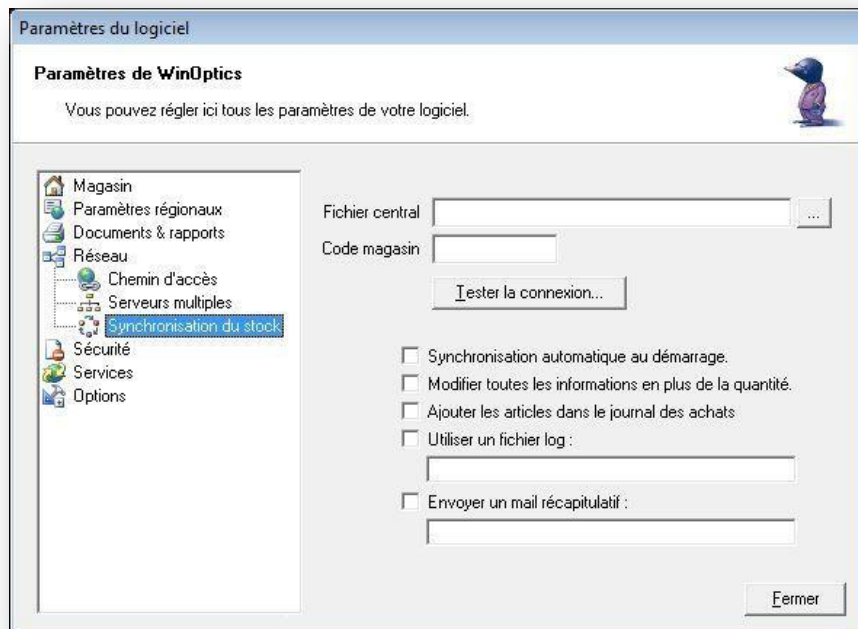 Paramètres du logiciel
Paramètres de WinOptics
Vous pouvez régler ici tous les paramètres de votre logiciel.
Magasin
Paramètres régionaux
Documents & rapports
Réseau
Chemin d'accès
Serveurs multiples
Synchronisation du stock
Sécurité
Services
Options
Fichier central
...
Code magasin
Tester la connexion...
Synchronisation automatique au démarrage.
Modifier toutes les informations en plus de la quantité.
Ajouter les articles dans le journal des achats
Utiliser un fichier log :
Envoyer un mail récapitulatif :
Fermer